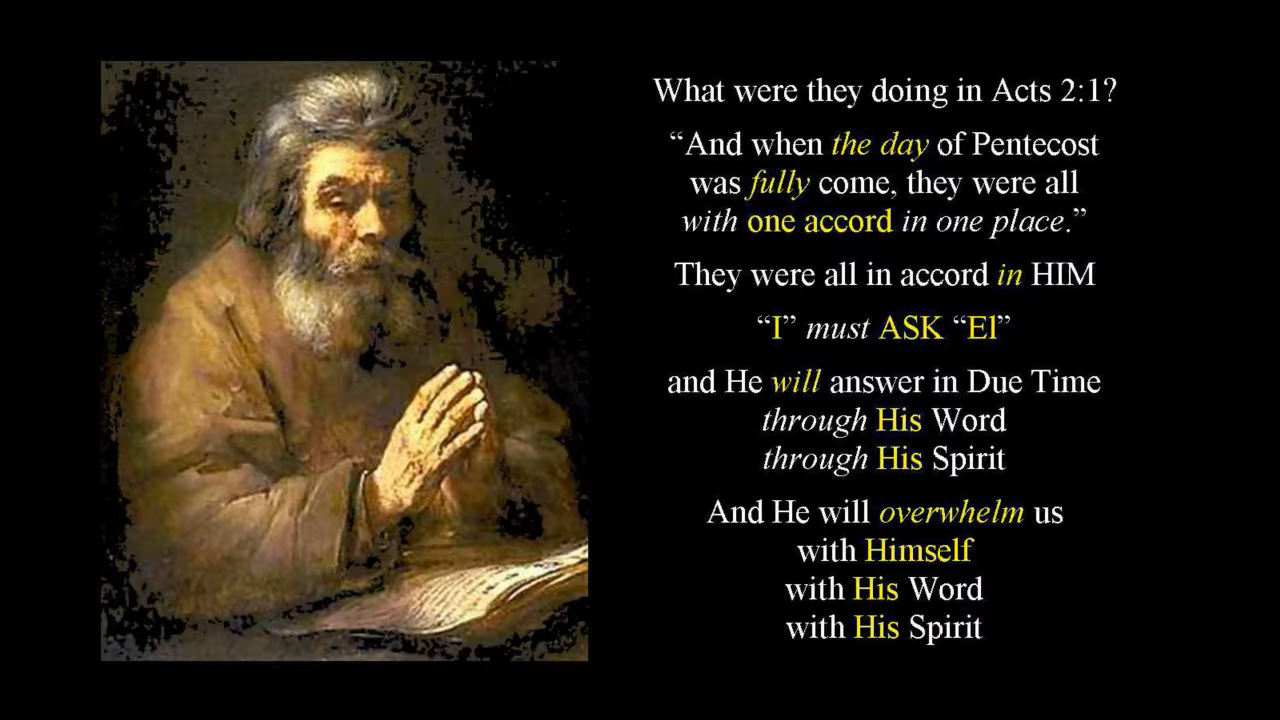 What were they doing in Acts 2:1?
“And when the day of Pentecost
was fully come, they were all
with one accord in one place.”
They were all in accord in HIM
“I” must ASK “El”
and He will answer in Due Time
through His Word
through His Spirit
And He will overwhelm us
with Himself
with His Word
with His Spirit